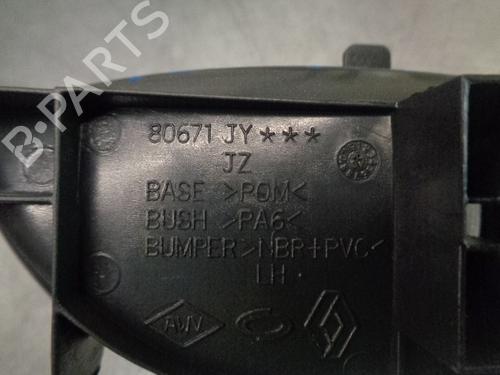 B-PARTS
80671 JY***
JZ
BASE >POM<
BUSH >PA6<
BUMPER>NBR+PVC<
LH